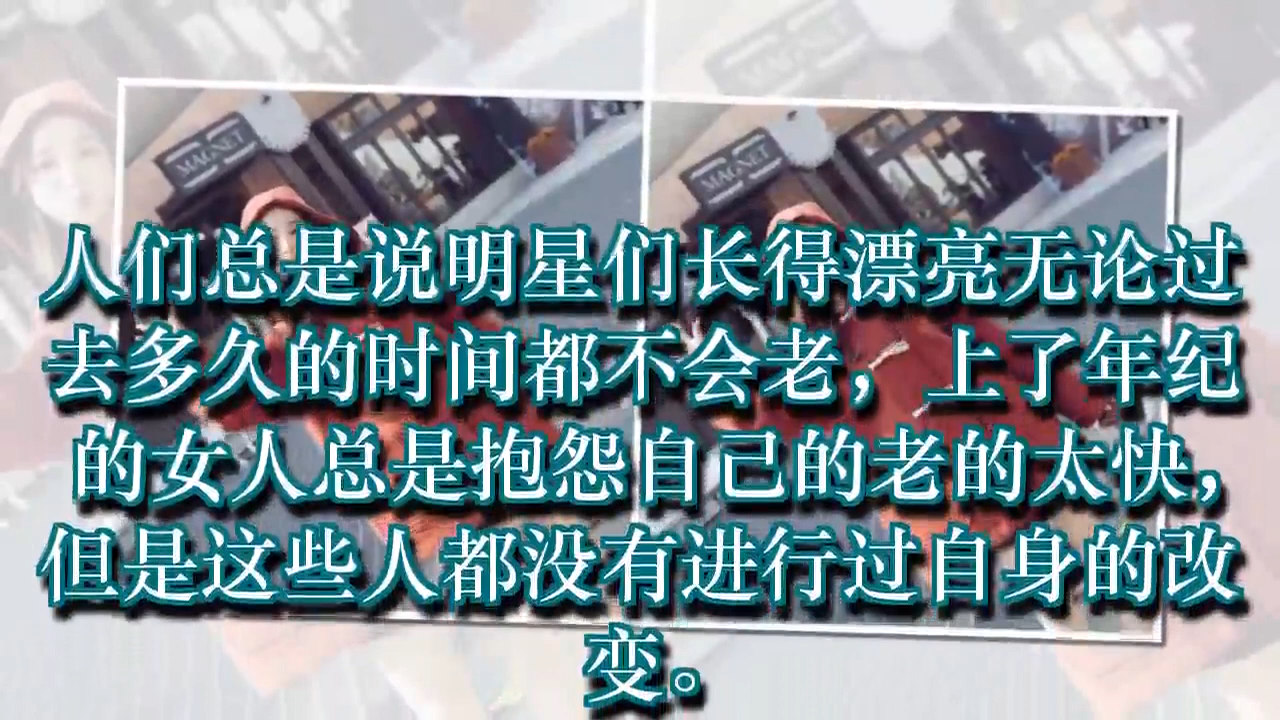 MAGNET
MAGNET
人们总是说明星们长得漂亮无论过
去多久的时间都不会老，上了年纪
的女人总是抱怨自己的老的太快，
但是这些人都没有进行过自身的改
变。